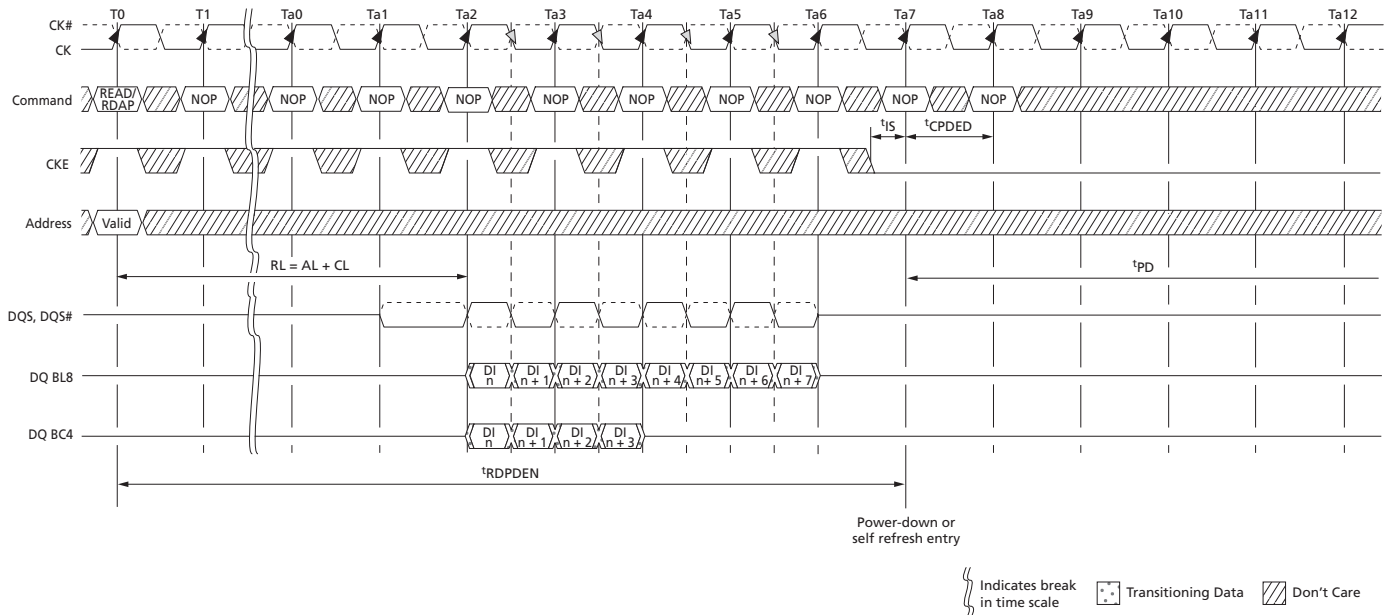 T0 T1 Ta0 Ta1 Ta2 Ta3 Ta4 Ta5 Ta6 Ta7 Ta8 Ta9 Ta10 Ta11 Ta12
CK#
CK
Command READ/ RDAP NOP NOP NOP NOP NOP NOP NOP NOP NOP NOP
tIS tCPDED
CKE
Address Valid
RL = AL + CL tPD
DQS, DQS#
DQ BL8 DI n DI n + 1 DI n + 2 DI n + 3 DI n + 4 DI n+ 5 DI n + 6 DI n + 7
DQ BC4 DI n DI n + 1 DI n + 2 DI n + 3
tRDPDEN
Power-down or
self refresh entry
Indicates break
in time scale
Transitioning Data
Don't Care